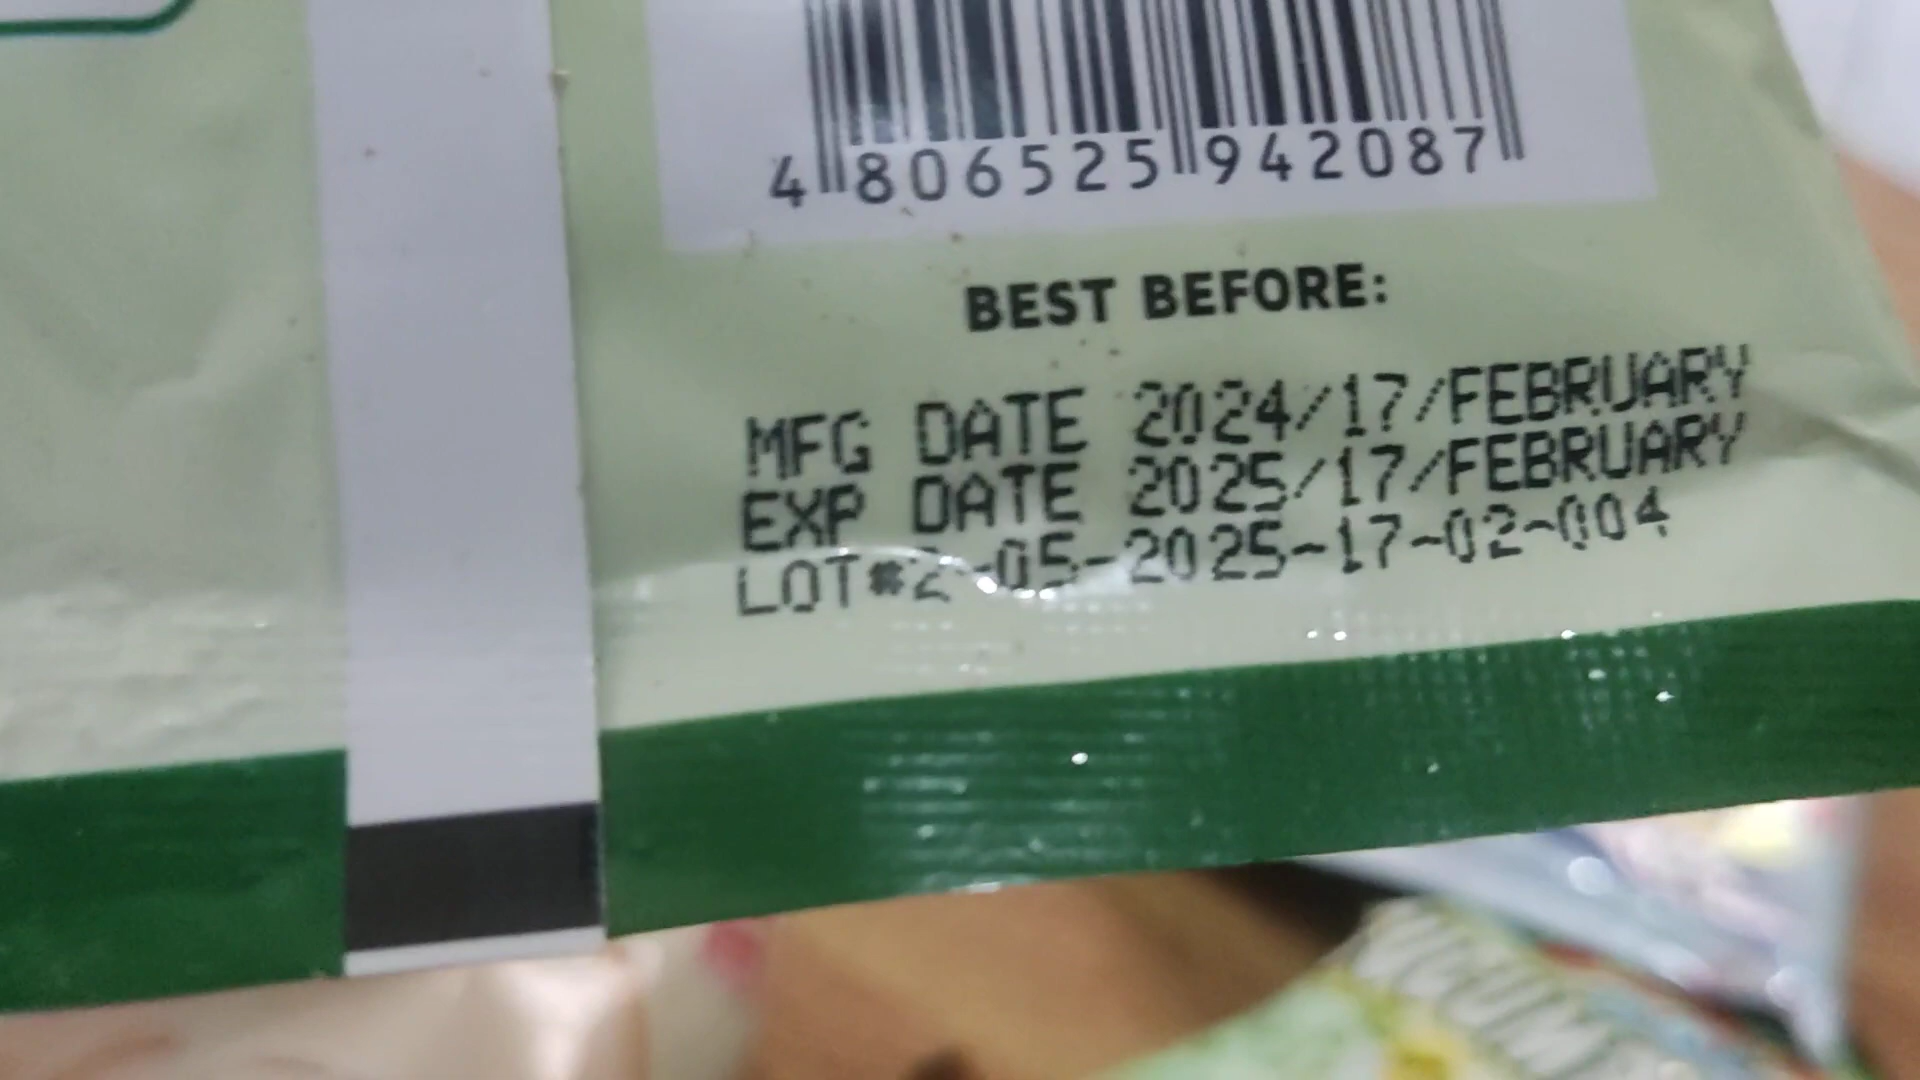 4 806525 942087
BEST BEFORE:
MFG DATE 2024/17/FEBRUARY
EXP DATE 2025/17/FEBRUARY
LOT#2-05-2025-17-02-004